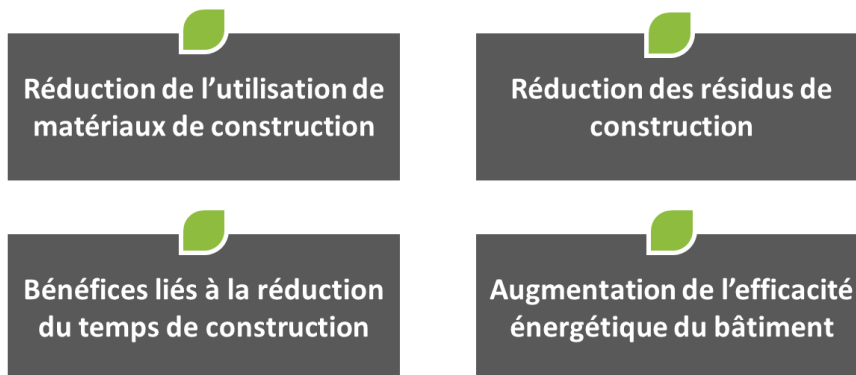 Réduction de l’utilisation de
matériaux de construction
Réduction des résidus de
construction
Bénéfices liés à la réduction
du temps de construction
Augmentation de l’efficacité
énergétique du bâtiment